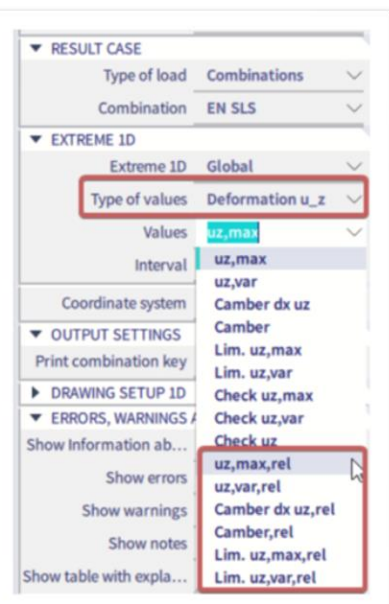 RESULT CASE
Type of load Combinations
Combination EN SLS
EXTREME 1D
Extreme 1D Global
Type of values Deformation u_z
Values uz,max
Interval uz,max
uz,var
Coordinate system Camber dx uz
Camber
OUTPUT SETTINGS
Lim. uz,max
Print combination key
Lim. uz,var
DRAWING SETUP 1D Check uz,max
ERRORS, WARNINGS A Check uz,var
Show Information ab... Check uz
uz,max,rel
Show errors uz,var,rel
Show warnings Camber dx uz,rel
Camber,rel
Show notes
Lim. uz,max,rel
Show table with expla... Lim. uz,var,rel